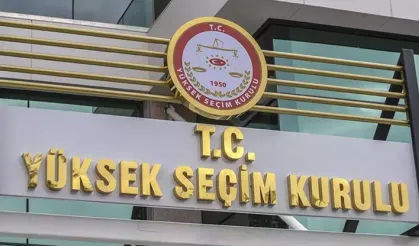 T.C.
YÜKSEK SEÇİM KURULU
1950
T.C.
YÜKSEK SEÇİM KURULU